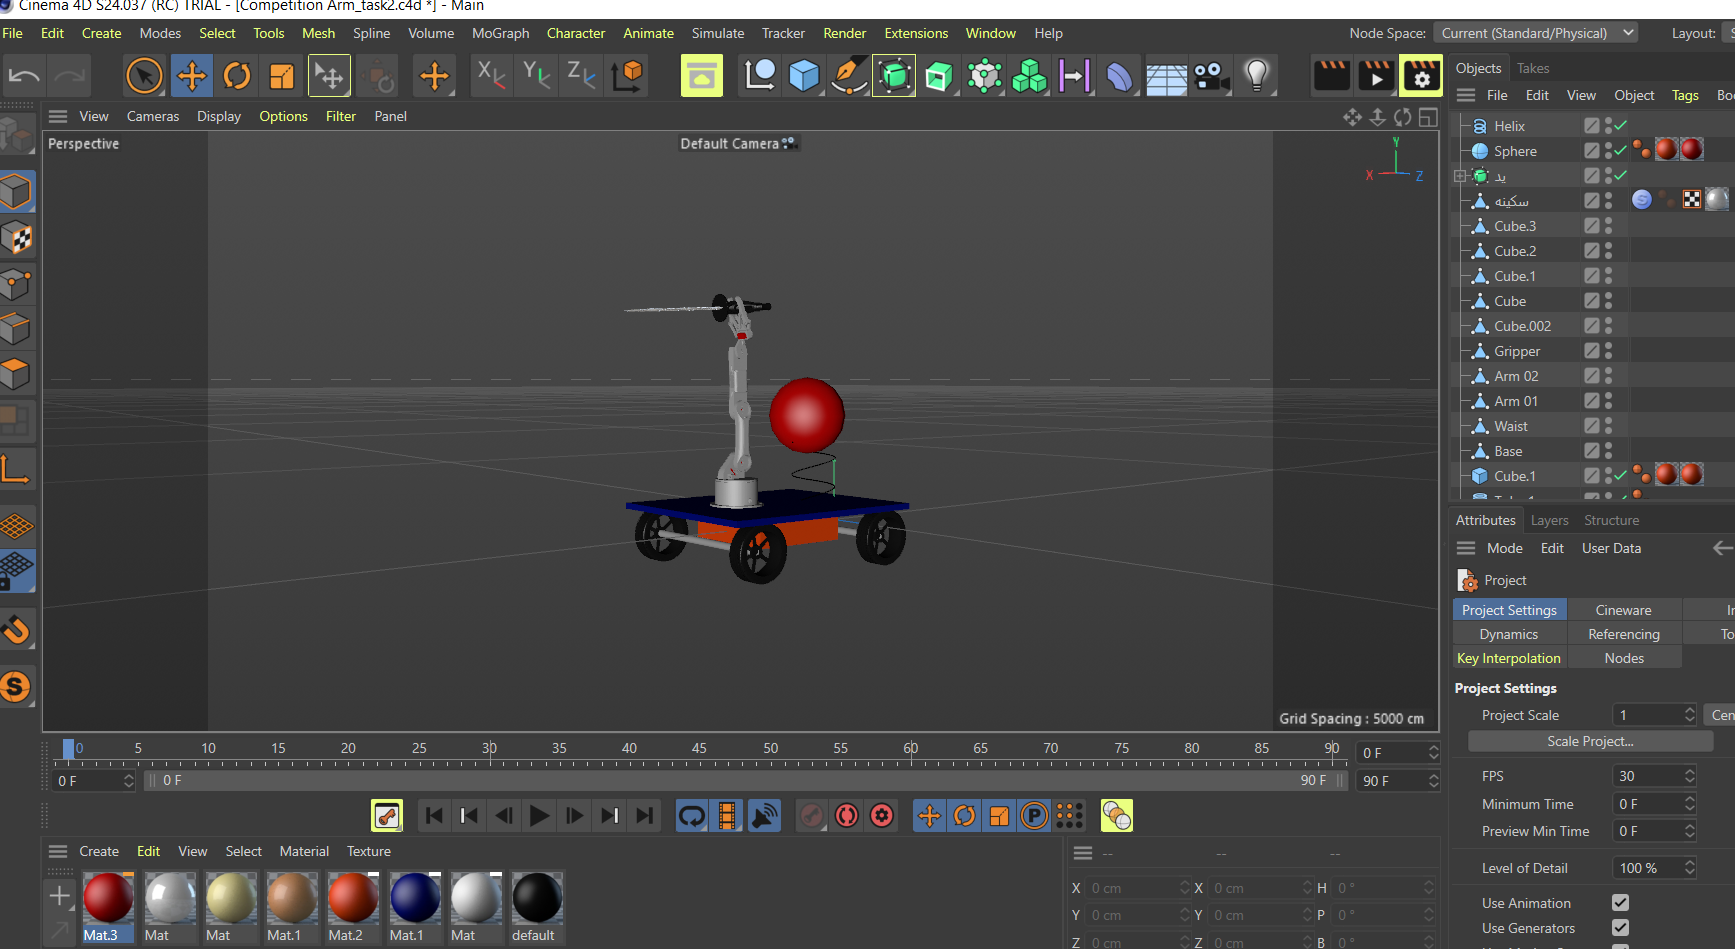 Cinema 4D S24.037 (RC) TRIAL - [Competition Arm_task2.c4d *] - Main
File Edit Create Modes Select Tools Mesh Spline Volume MoGraph Character Animate Simulate Tracker Render Extensions Window Help Node Space: Current (Standard/Physical) Layout:
X Y Z
Objects Takes
File Edit View Object Tags Boo
View Cameras Display Options Filter Panel
Perspective
Default Camera
Y
X Z
Helix
Sphere
يد
سكينه
Cube.3
Cube.2
Cube.1
Cube
Cube.002
Gripper
Arm 02
Arm 01
Waist
Base
Cube.1
Attributes Layers Structure
Mode Edit User Data
Project
Project Settings Cineware
Dynamics Referencing To
Key Interpolation Nodes
Project Settings
Project Scale 1 Cen
Scale Project...
FPS 30
Minimum Time 0 F
Preview Min Time 0 F
Level of Detail 100 %
Use Animation
Use Generators
Grid Spacing : 5000 cm
0 5 10 15 20 25 30 35 40 45 50 55 60 65 70 75 80 85 90 0 F
0 F 0 F 90 F 90 F
P
S
Create Edit View Select Material Texture
-- -- --
X 0 cm X 0 cm H 0 °
Y 0 cm Y 0 cm P 0 °
Z 0 cm Z 0 cm B 0 °
Mat.3 Mat Mat Mat.1 Mat.2 Mat.1 Mat default